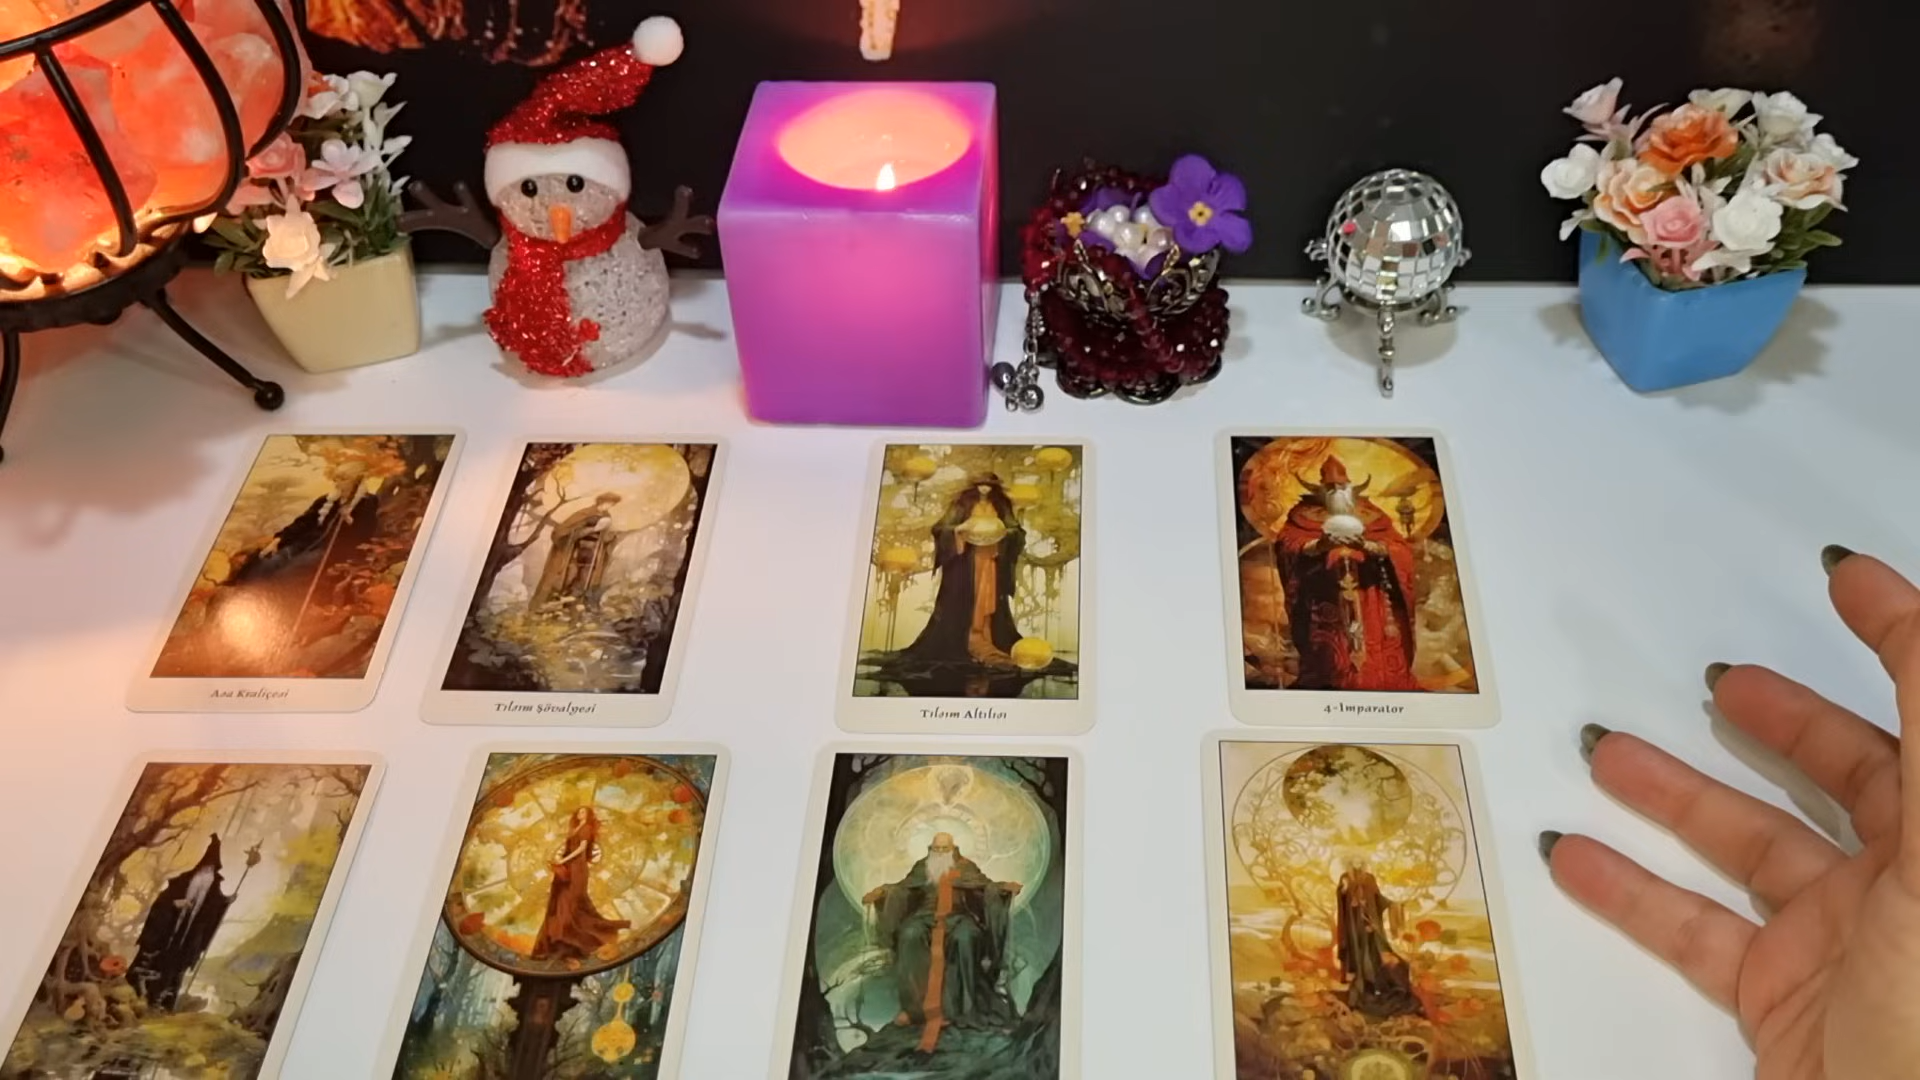 Asa Kraliçesi
Tılsım Şövalyesi
Tılsım Altılısı
4-İmparator